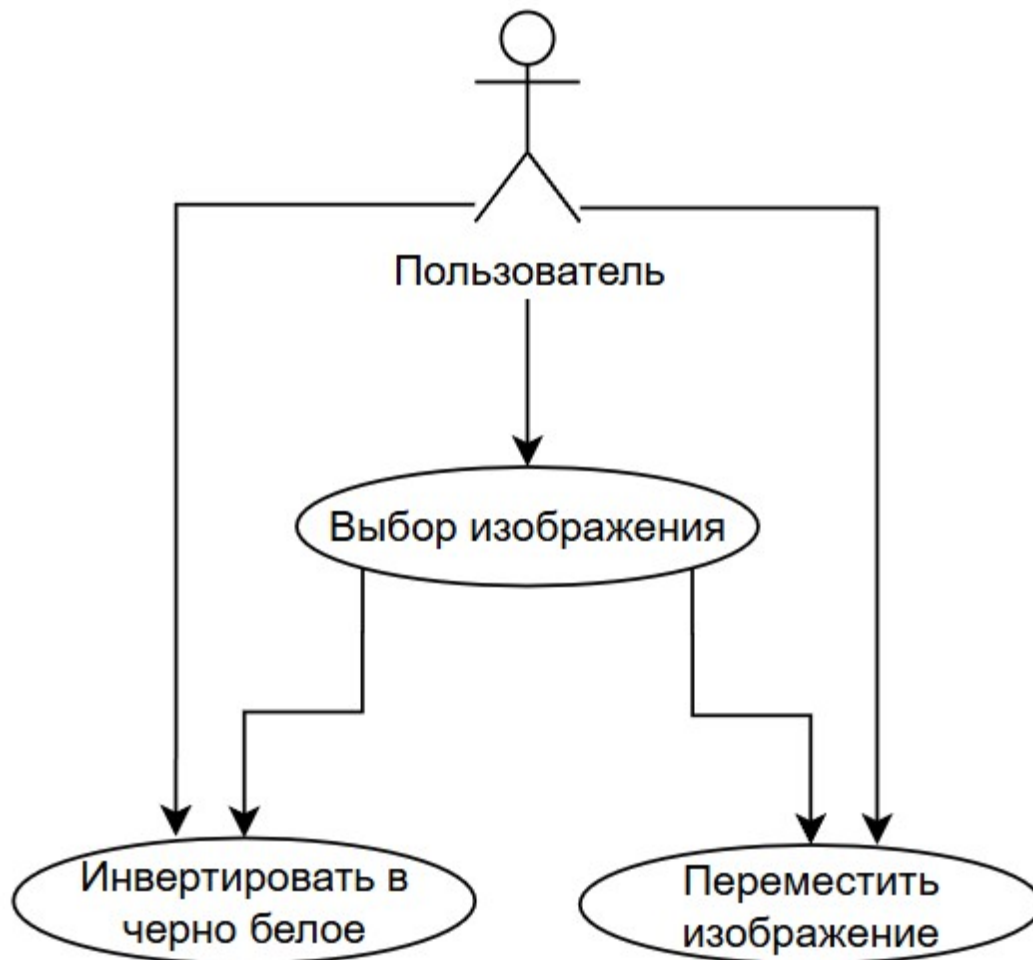 Пользователь
Выбор изображения
Инвертировать в
черно белое
Переместить
изображение